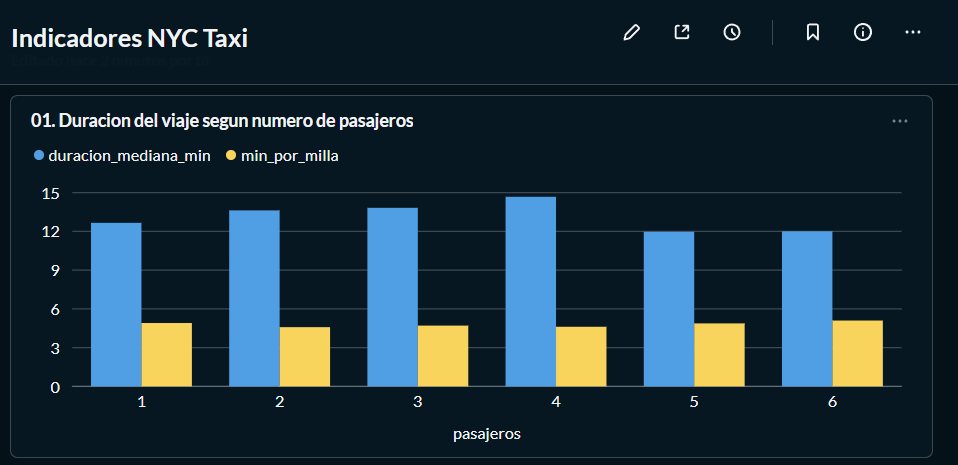 Indicadores NYC Taxi
01. Duracion del viaje segun numero de pasajeros
duracion_mediana_min min_por_milla
15
12
9
6
3
0
1 2 3 4 5 6
pasajeros